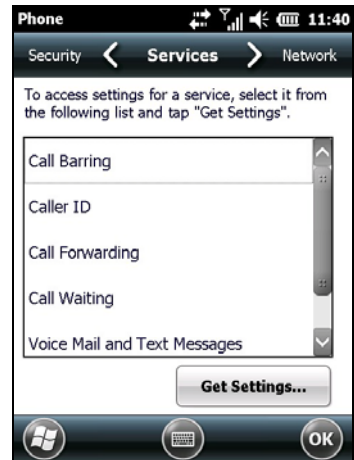 Phone 11:40
Security Services Network
To access settings for a service, select it from
the following list and tap "Get Settings".
Call Barring
Caller ID
Call Forwarding
Call Waiting
Voice Mail and Text Messages
Get Settings...
OK